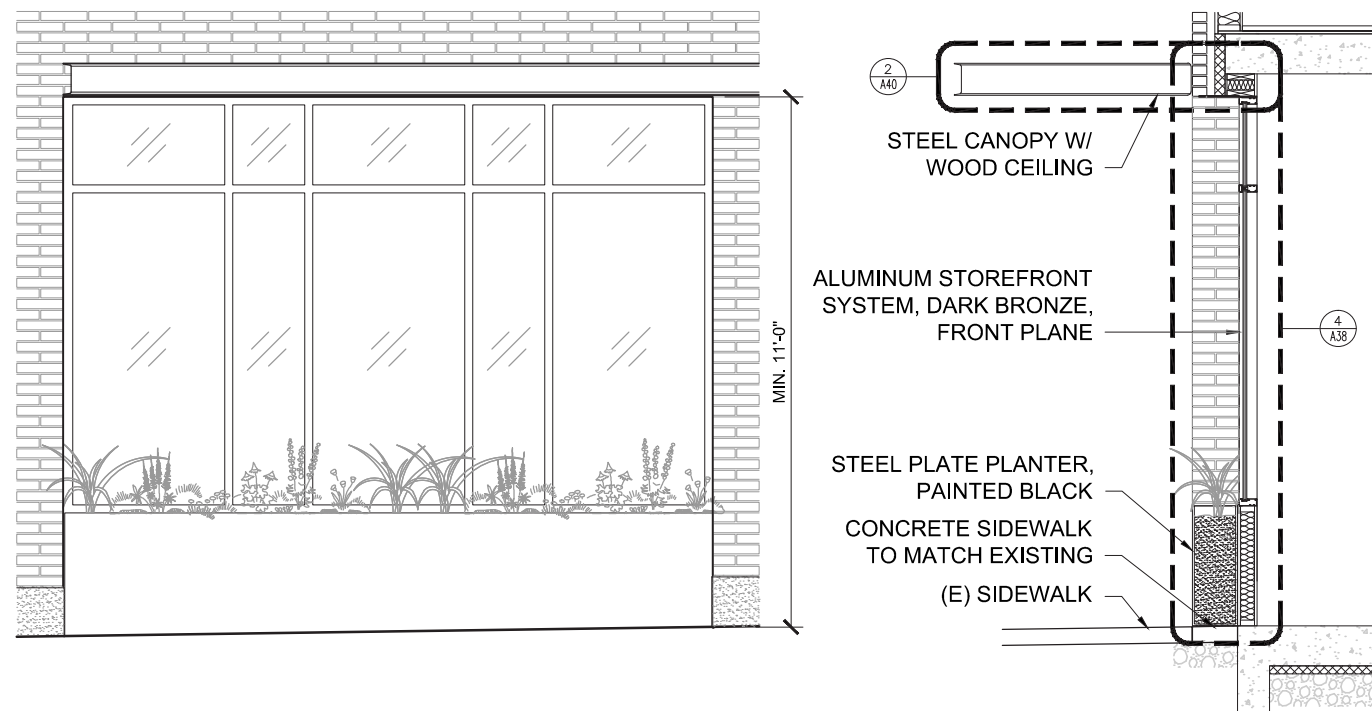 2
A40
STEEL CANOPY W/
WOOD CEILING
ALUMINUM STOREFRONT
SYSTEM, DARK BRONZE,
FRONT PLANE
4
A38
MIN. 11'-0"
STEEL PLATE PLANTER,
PAINTED BLACK
CONCRETE SIDEWALK
TO MATCH EXISTING
(E) SIDEWALK